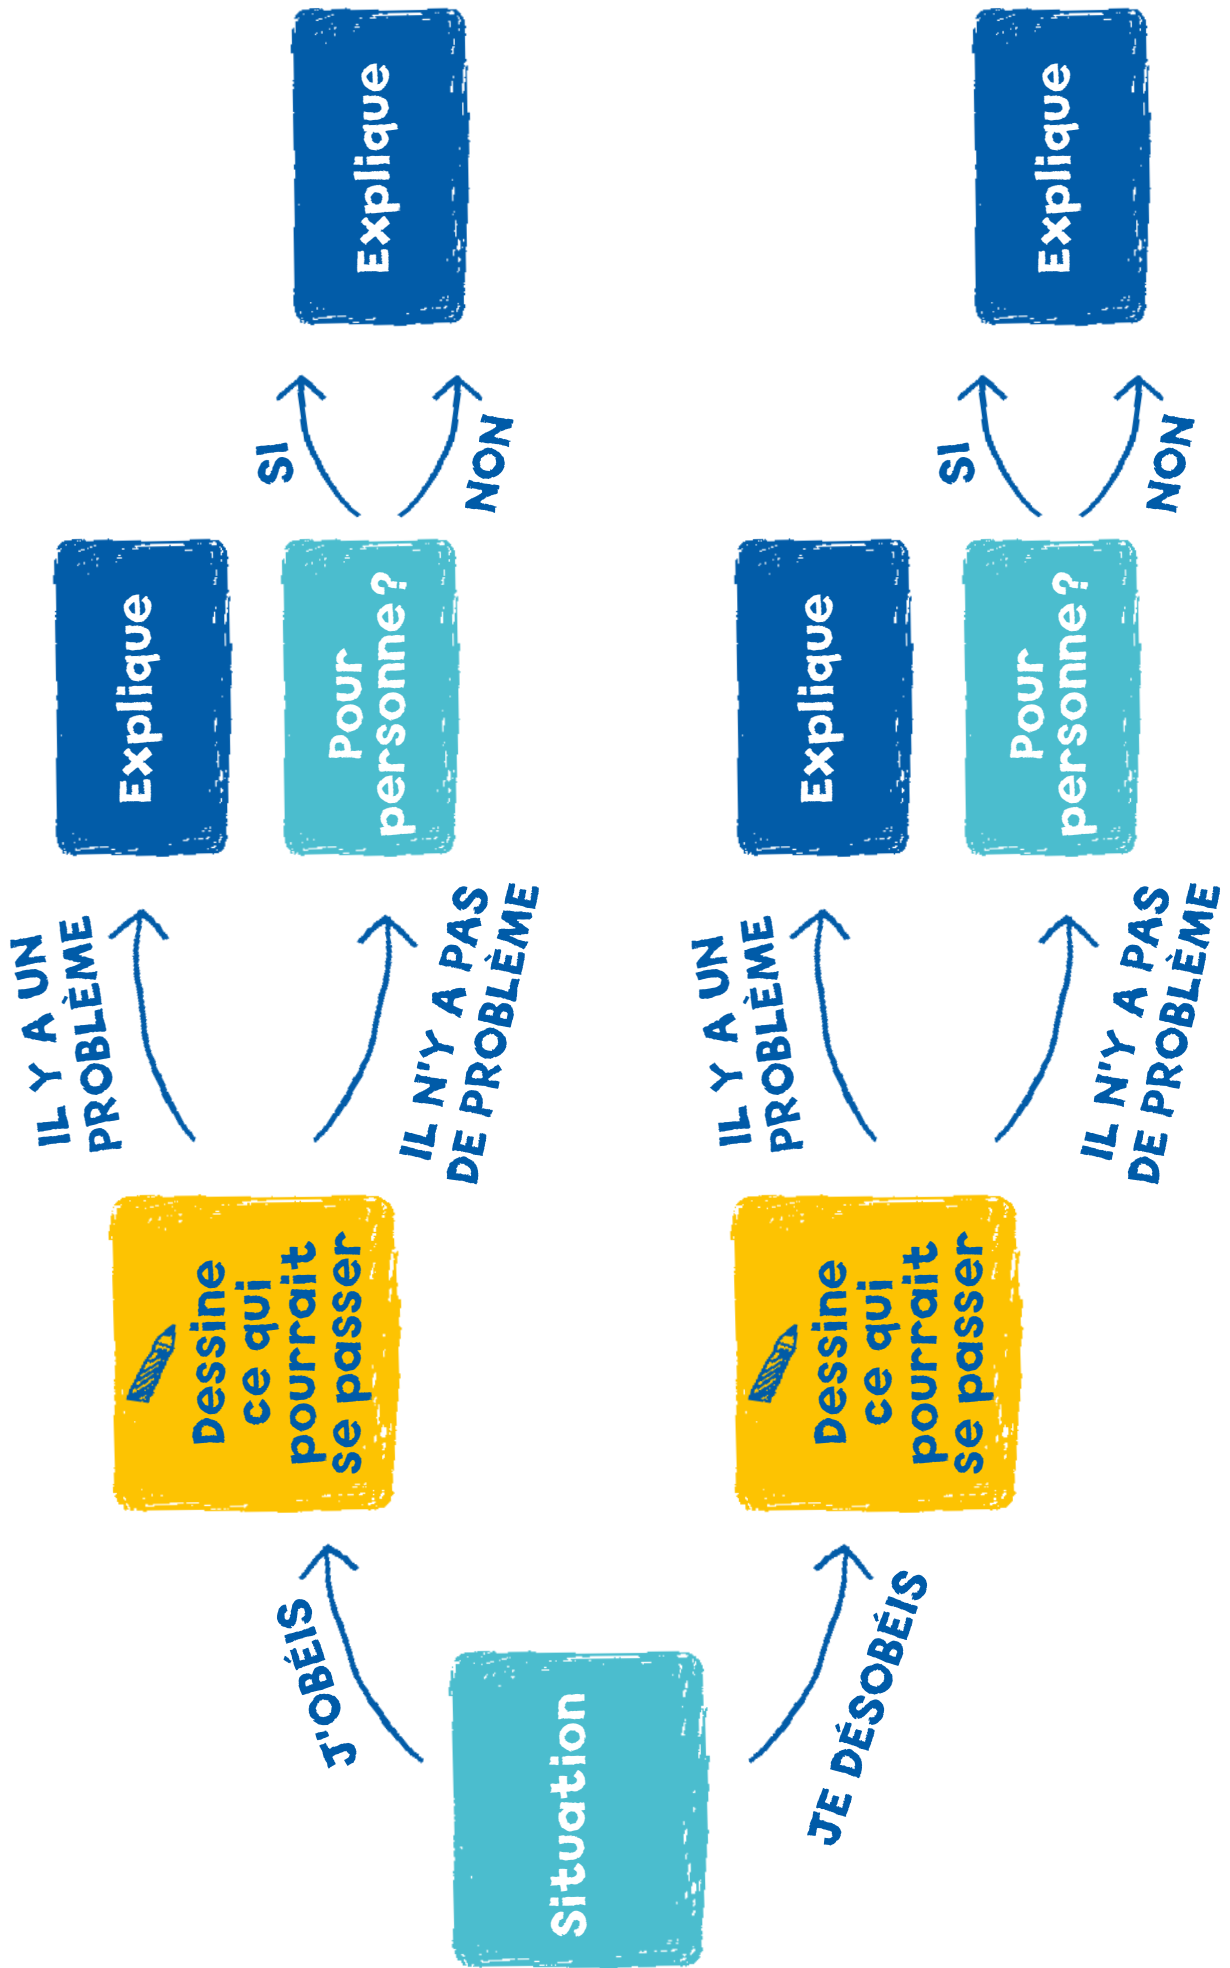 Situation
J'OBÉIS
Dessine
ce qui
pourrait
se passer
IL Y A UN
PROBLÈME
Explique
IL N'Y A PAS
DE PROBLÈME
Pour
personne ?
SI
NON
Explique
JE DÉSOBÉIS
Dessine
ce qui
pourrait
se passer
IL Y A UN
PROBLÈME
Explique
IL N'Y A PAS
DE PROBLÈME
Pour
personne ?
SI
NON
Explique